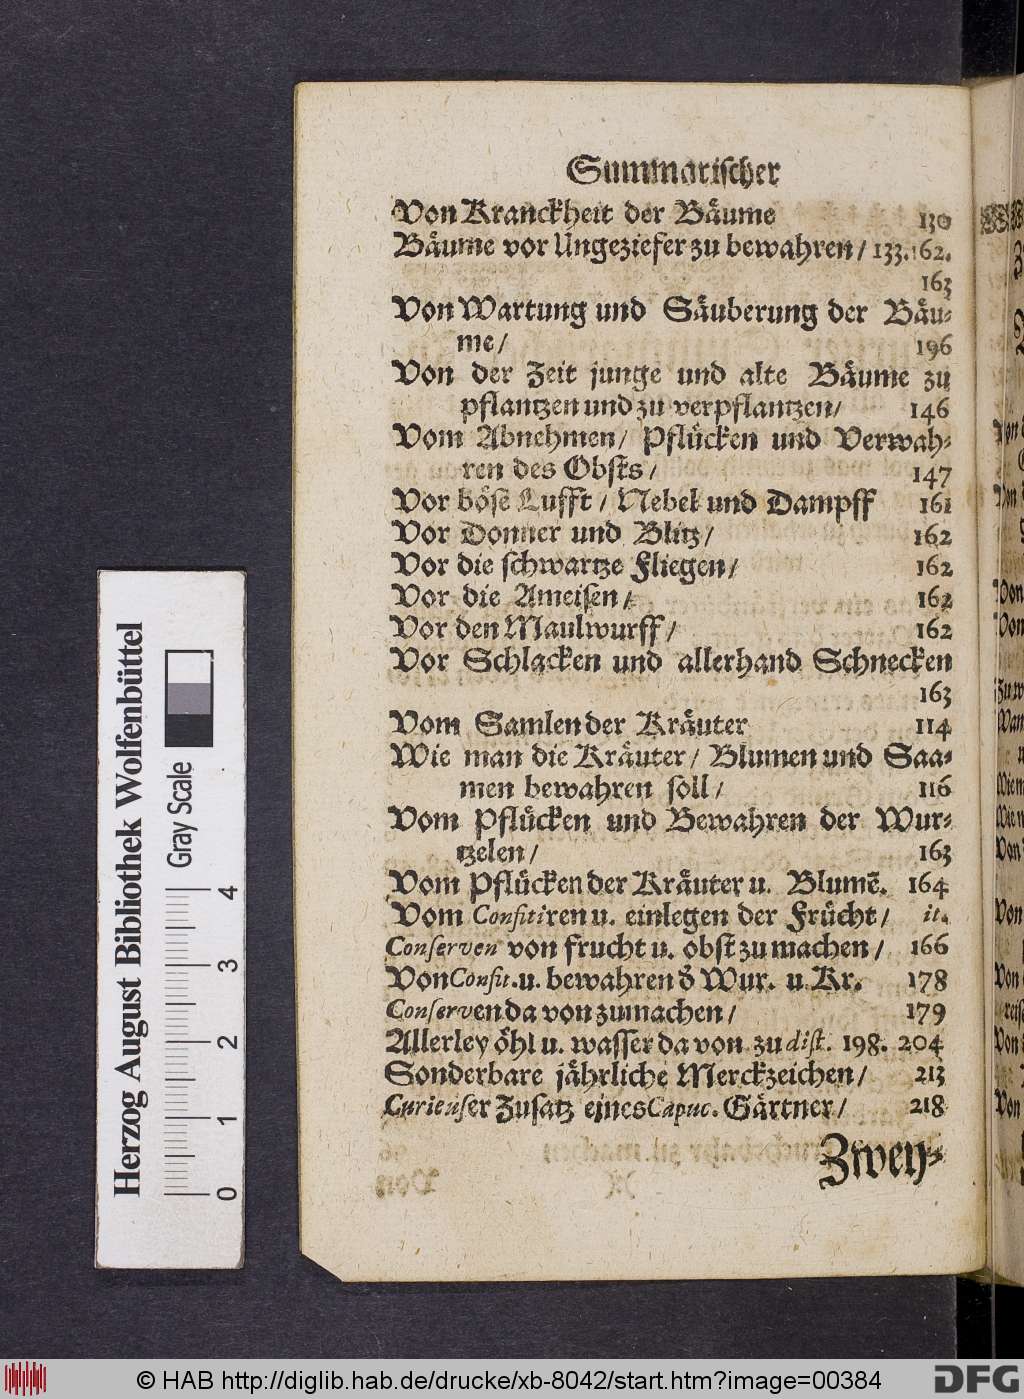 Summarischer
Von Kranckheit der Bäume 130
Bäume vor Ungeziefer zu bewahren / 133.162.
163
Von Wartung und Säuberung der Bäu-
me / 196
Von der Zeit junge und alte Bäume zu
pflantzen und zu verpflantzen / 146
Vom Abnehmen / Pflücken und Verwah-
ren des Obsts / 147
Vor böse Lufft / Nebel und Dampff 161
Vor Donner und Blitz / 162
Vor die schwartze Fliegen / 162
Vor die Ameisen / 162
Vor den Maulwurff / 162
Vor Schlacken und allerhand Schnecken
163
Vom Samlen der Kräuter 114
Wie man die Kräuter / Blumen und Saa-
men bewahren soll / 116
Vom Pflücken und Bewahren der Wur-
tzelen / 163
Vom Pflücken der Kräuter u. Blumē. 164
Vom Confitiren u. einlegen der Frücht / it.
Conserven von frucht u. obst zu machen / 166
Von Confit. u. bewahren d̄ Wur. u. Kr. 178
Conserven da von zumachen / 179
Allerley öhl u. wasser da von zu dist. 198. 204
Sonderbare jährliche Merckzeichen / 213
Curieuser Zusatz eines Capuc. Gärtner / 218
Zwey-
Herzog August Bibliothek Wolfenbüttel
Gray Scale
0 1 2 3 4
© HAB http://diglib.hab.de/drucke/xb-8042/start.htm?image=00384
DFG